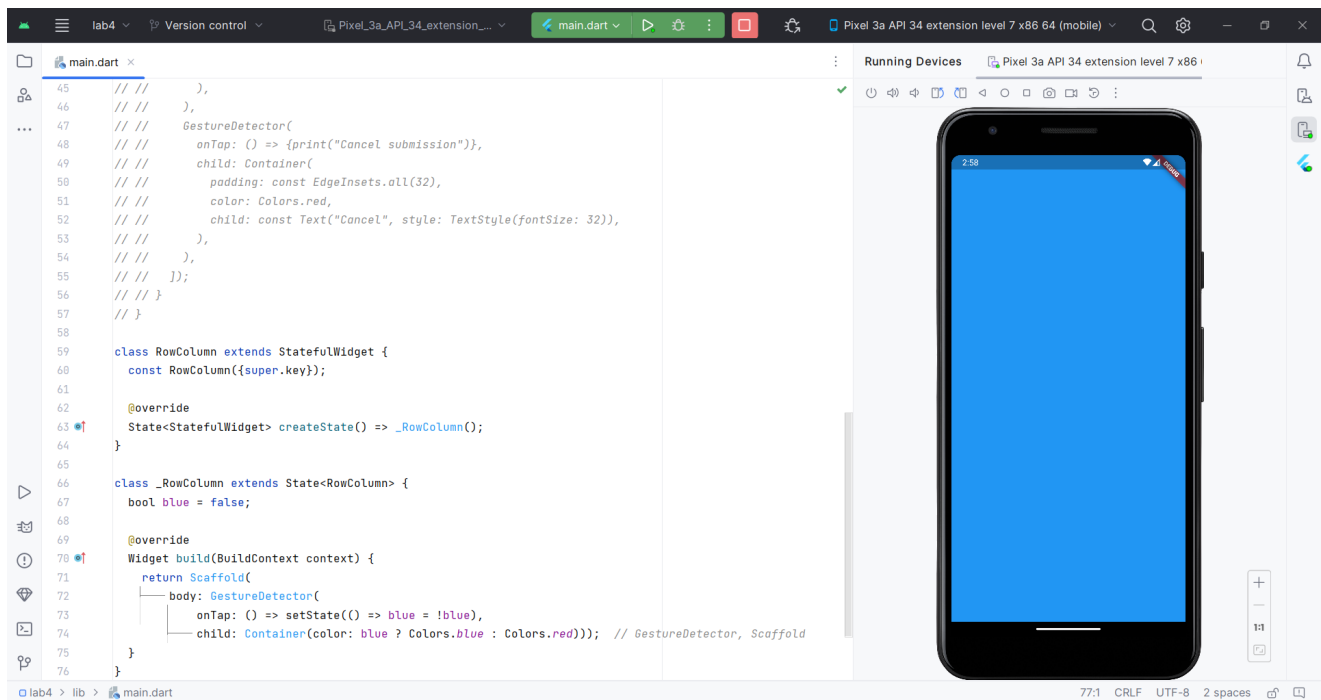 lab4
Version control
Pixel_3a_API_34_extension_...
main.dart
Pixel 3a API 34 extension level 7 x86 64 (mobile)
main.dart
Running Devices
Pixel 3a API 34 extension level 7 x86
45 // //       ),
46 // //     ),
47 // //     GestureDetector(
48 // //       onTap: () => {print("Cancel submission")},
49 // //       child: Container(
50 // //         padding: const EdgeInsets.all(32),
51 // //         color: Colors.red,
52 // //         child: const Text("Cancel", style: TextStyle(fontSize: 32)),
53 // //       ),
54 // //     ),
55 // //   ]);
56 // // }
57 // }
58
59 class RowColumn extends StatefulWidget {
60   const RowColumn({super.key});
61
62   @override
63   State<StatefulWidget> createState() => _RowColumn();
64 }
65
66 class _RowColumn extends State<RowColumn> {
67   bool blue = false;
68
69   @override
70   Widget build(BuildContext context) {
71     return Scaffold(
72         body: GestureDetector(
73             onTap: () => setState(() => blue = !blue),
74             child: Container(color: blue ? Colors.blue : Colors.red)));  // GestureDetector, Scaffold
75   }
76 }
2:58
DEBUG
1:1
lab4 > lib > main.dart
77:1 CRLF UTF-8 2 spaces